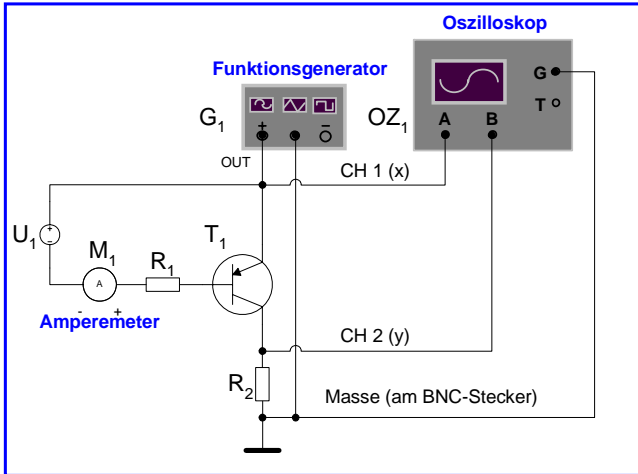 Oszilloskop
Funktionsgenerator
G
T
G1
+
–
OZ1
A
B
OUT
CH 1 (x)
U1
+
–
T1
M1
R1
A
-
+
Amperemeter
CH 2 (y)
R2
Masse (am BNC-Stecker)